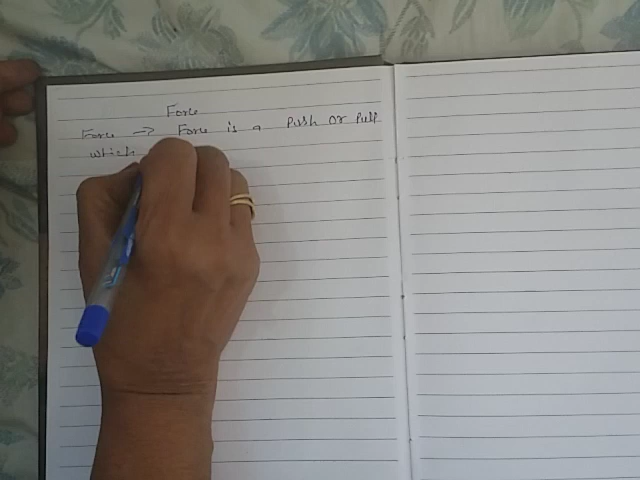 Force
Force → Force is a Push or Pull
which